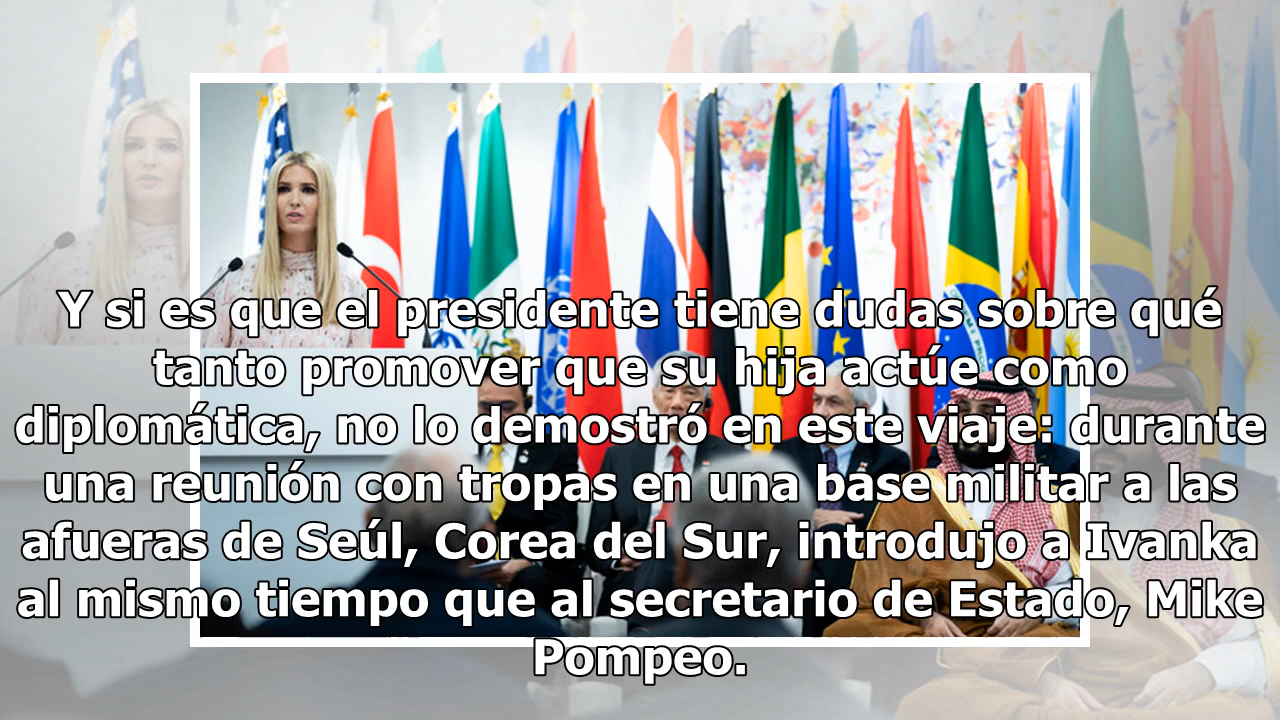 Y si es que el presidente tiene dudas sobre qué
tanto promover que su hija actúe como
diplomática, no lo demostró en este viaje: durante
una reunión con tropas en una base militar a las
afueras de Seúl, Corea del Sur, introdujo a Ivanka
al mismo tiempo que al secretario de Estado, Mike
Pompeo.